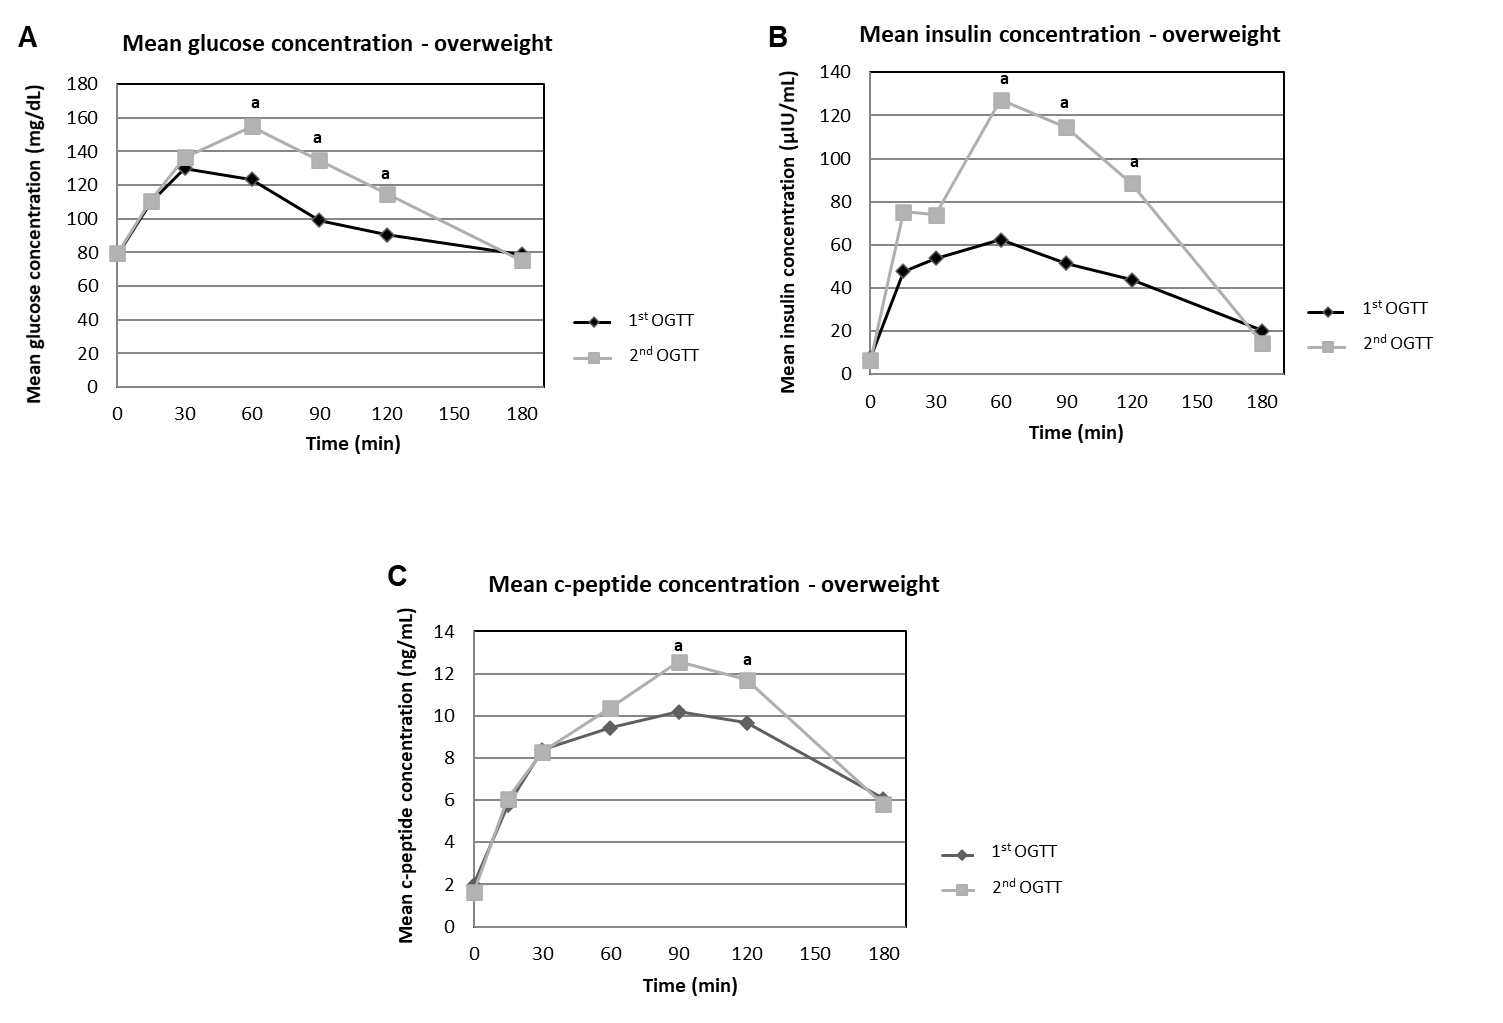 A
Mean glucose concentration - overweight
Mean glucose concentration (mg/dL)
180
160
140
120
100
80
60
40
20
0
a
a
a
0 30 60 90 120 150 180
Time (min)
1st OGTT
2nd OGTT
B
Mean insulin concentration - overweight
Mean insulin concentration (µIU/mL)
140
120
100
80
60
40
20
0
a
a
a
0 30 60 90 120 150 180
Time (min)
1st OGTT
2nd OGTT
C
Mean c-peptide concentration - overweight
Mean c-peptide concentration (ng/mL)
14
12
10
8
6
4
2
0
a
a
0 30 60 90 120 150 180
Time (min)
1st OGTT
2nd OGTT